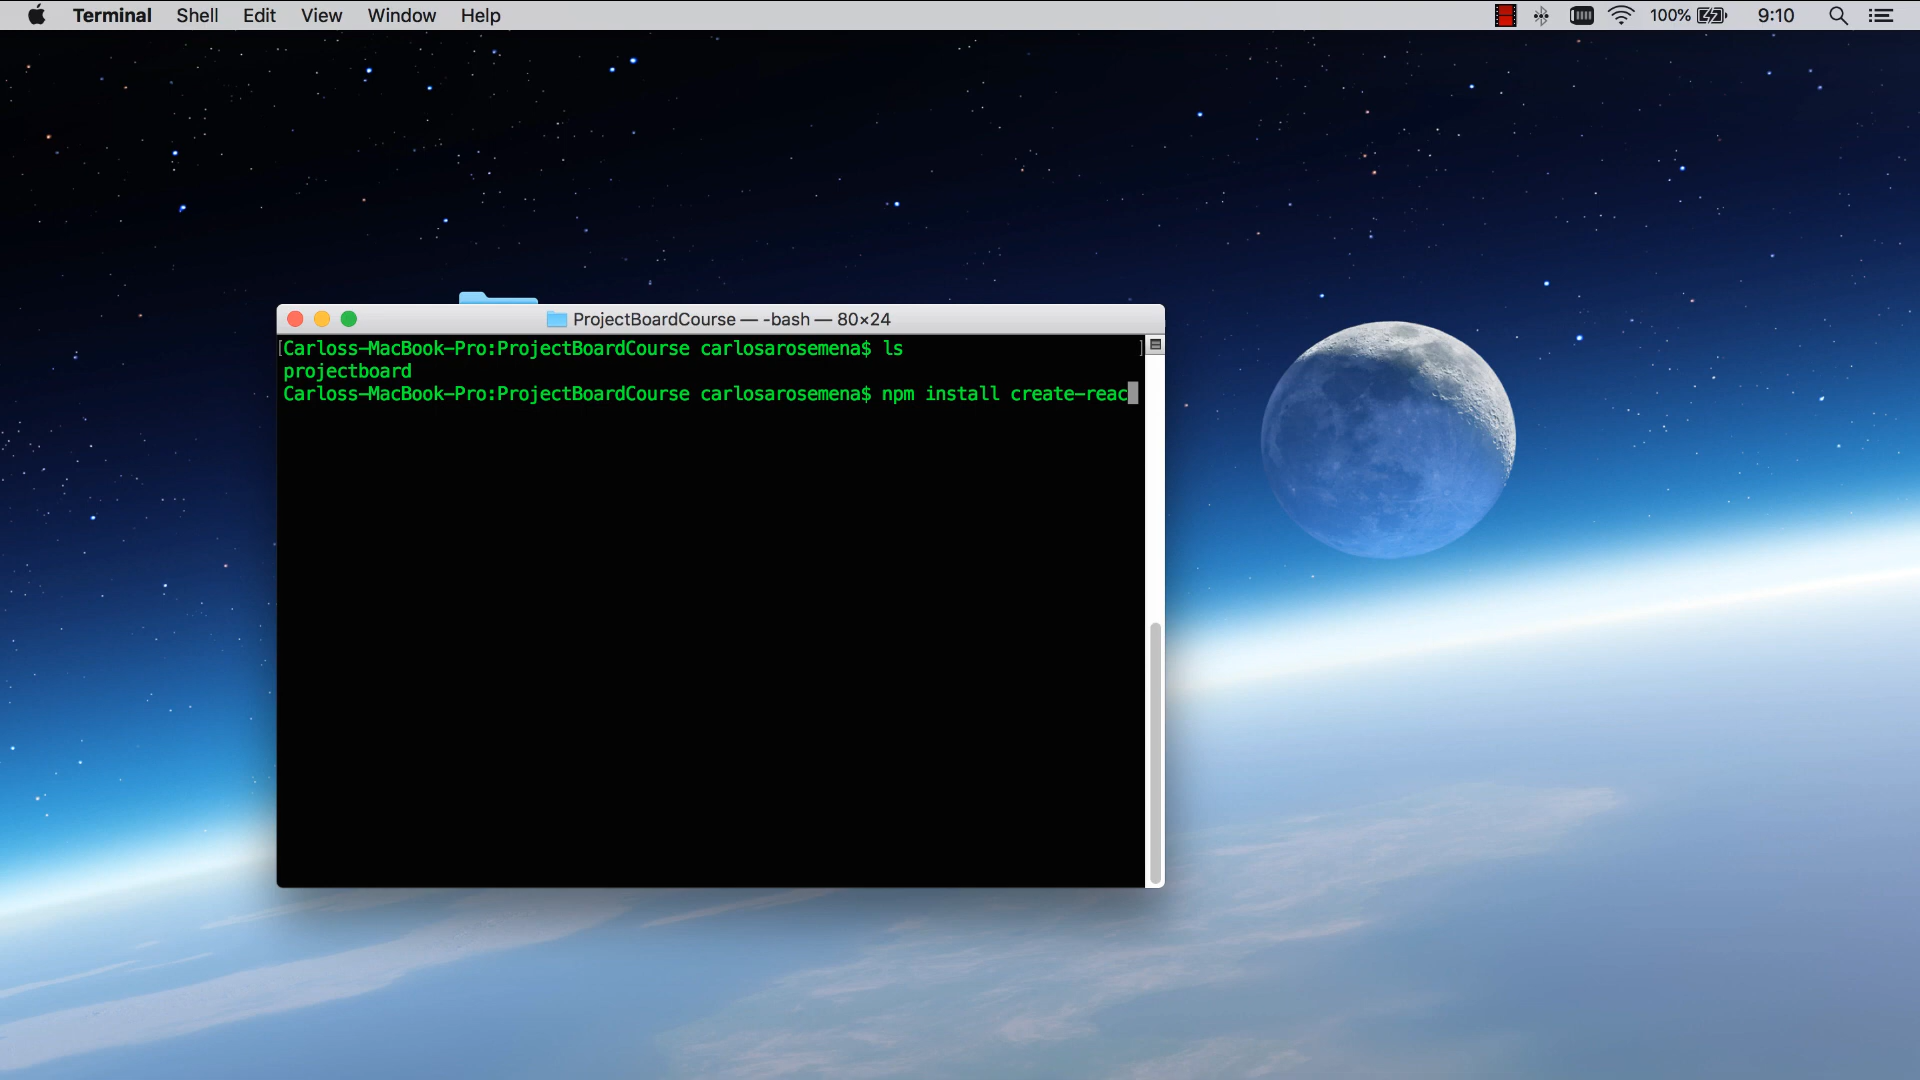 Terminal Shell Edit View Window Help 100% 9:10
ProjectBoardCourse — -bash — 80×24
[Carloss-MacBook-Pro:ProjectBoardCourse carlosarosemena$ ls ]
projectboard
Carloss-MacBook-Pro:ProjectBoardCourse carlosarosemena$ npm install create-reac